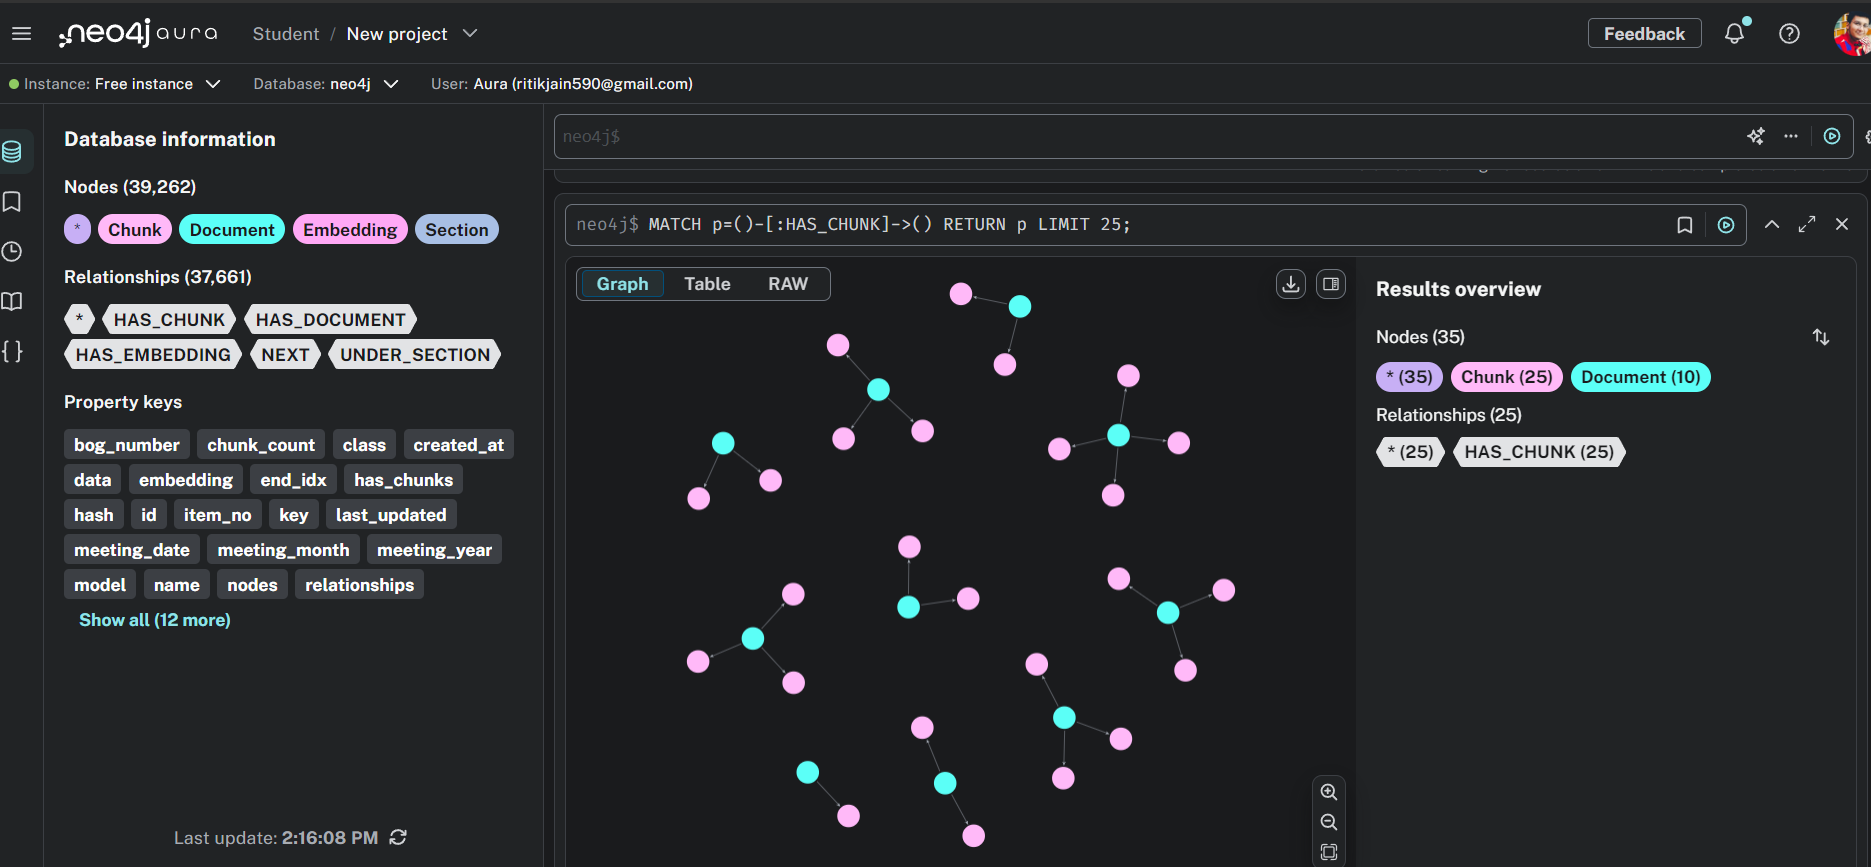 neo4j aura Student / New project Feedback
Instance: Free instance Database: neo4j User: Aura (ritikjain590@gmail.com)
Database information
Nodes (39,262)
* Chunk Document Embedding Section
Relationships (37,661)
* HAS_CHUNK HAS_DOCUMENT
HAS_EMBEDDING NEXT UNDER_SECTION
Property keys
bog_number chunk_count class created_at
data embedding end_idx has_chunks
hash id item_no key last_updated
meeting_date meeting_month meeting_year
model name nodes relationships
Show all (12 more)
Last update: 2:16:08 PM
neo4j$
neo4j$ MATCH p=()-[:HAS_CHUNK]->() RETURN p LIMIT 25;
Graph Table RAW
Results overview
Nodes (35)
* (35) Chunk (25) Document (10)
Relationships (25)
* (25) HAS_CHUNK (25)